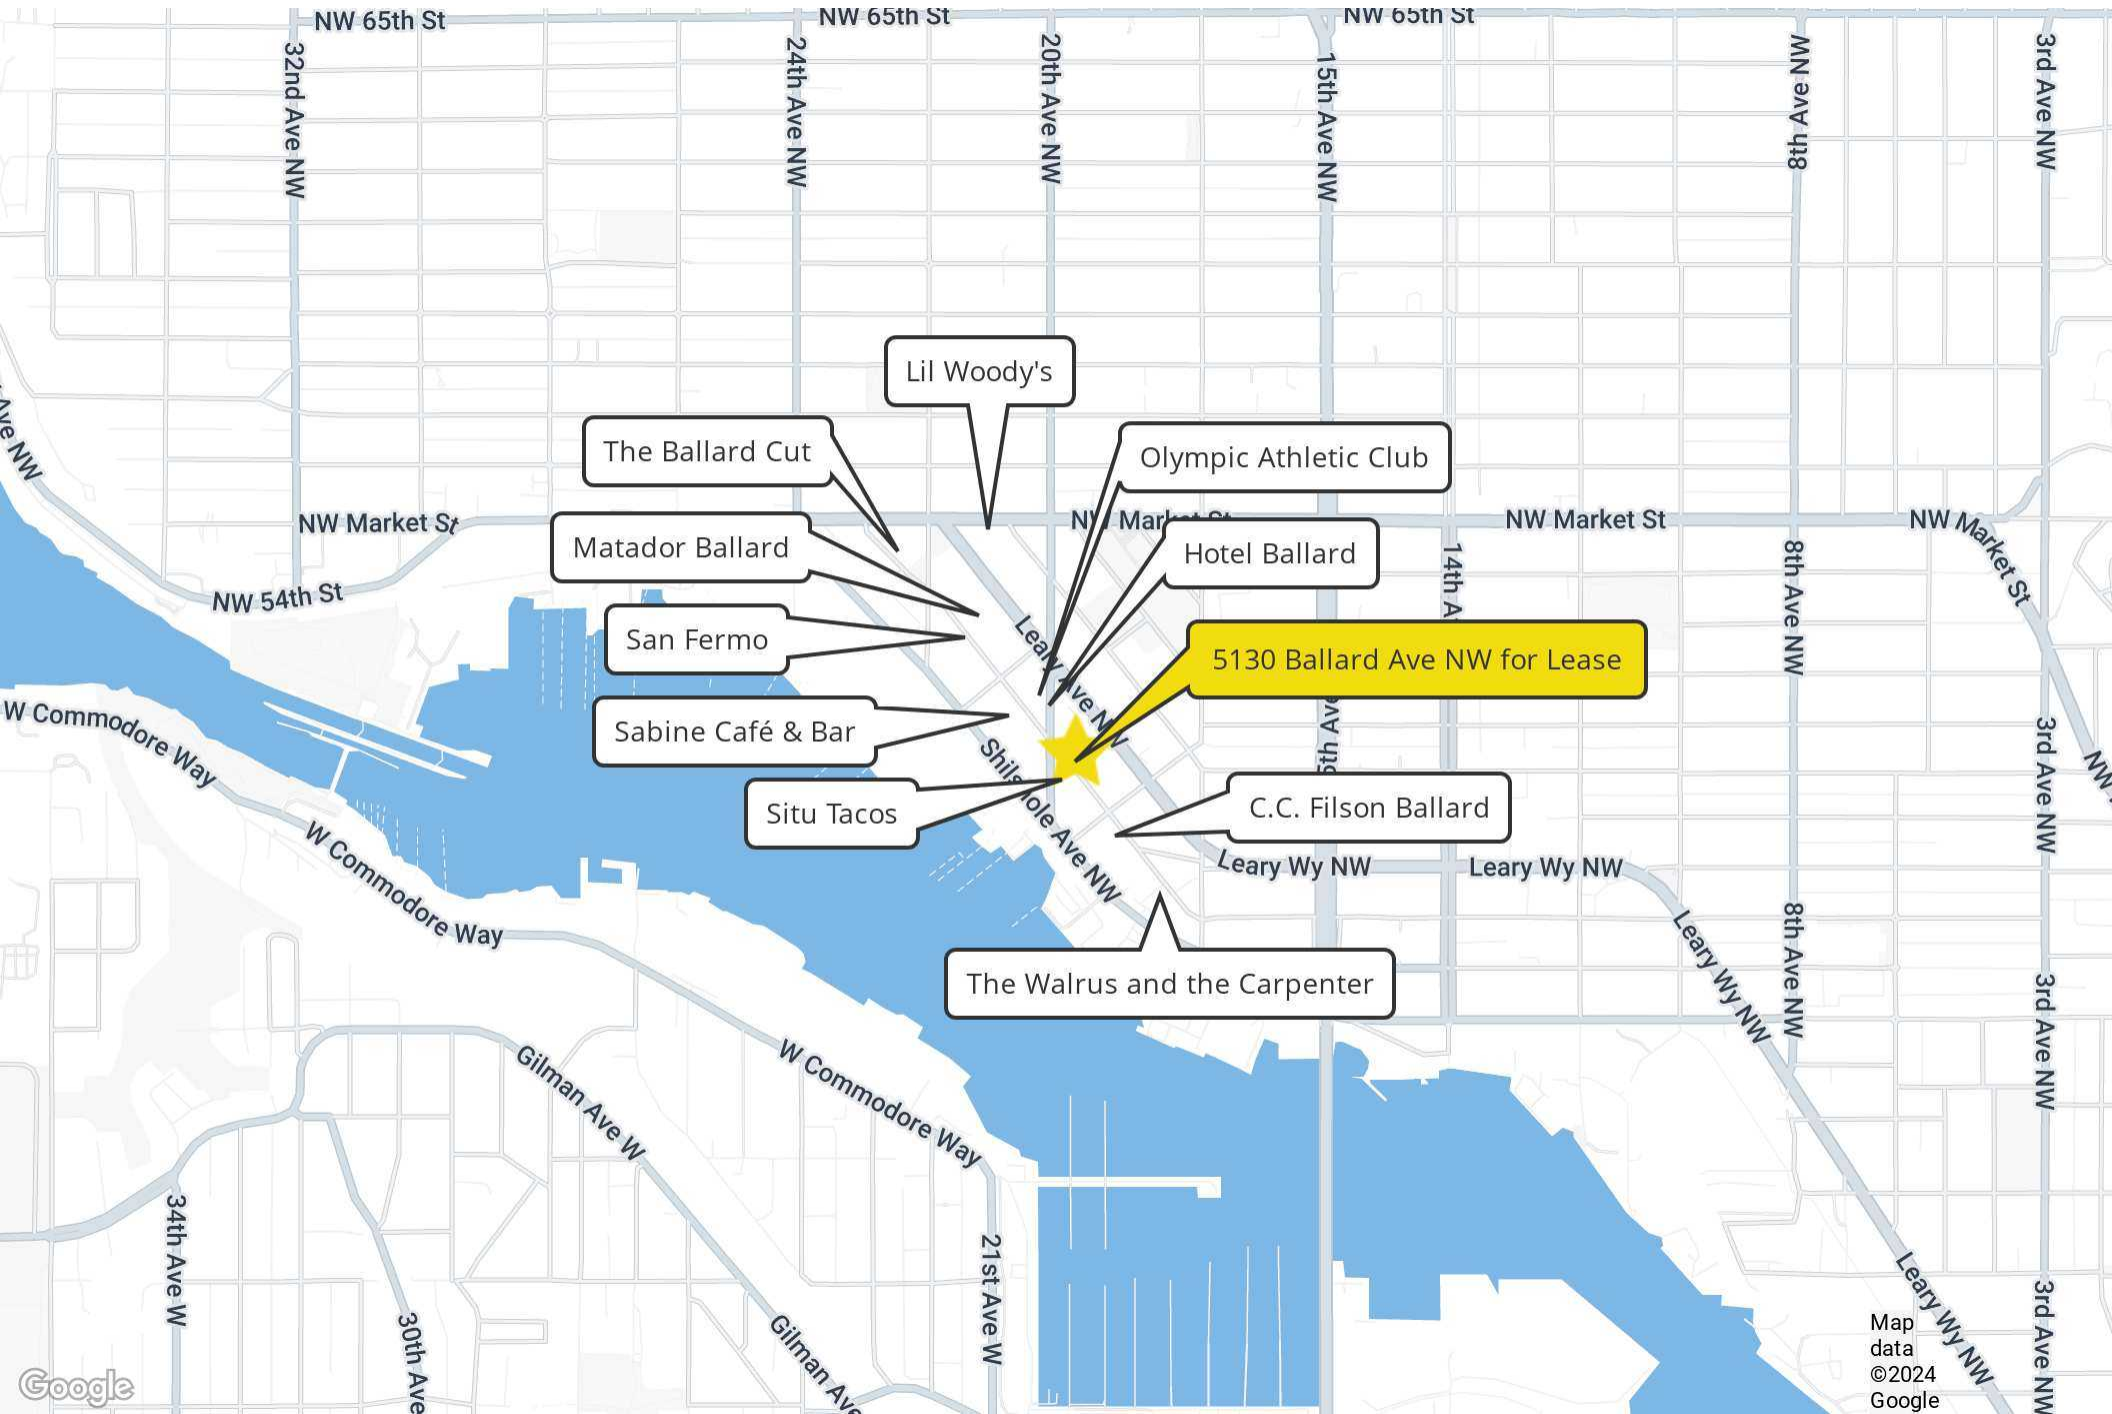 NW 65th St
NW 65th St
NW 65th St
32nd Ave NW
24th Ave NW
20th Ave NW
15th Ave NW
8th Ave NW
3rd Ave NW
Lil Woody's
The Ballard Cut
Olympic Athletic Club
Ave NW
NW Market St
NW Market St
NW Market St
NW Market St
Matador Ballard
Hotel Ballard
14th A
8th Ave NW
NW 54th St
San Fermo
Leary Ave NW
5130 Ballard Ave NW for Lease
W Commodore Way
Sabine Café & Bar
Shilshole Ave NW
3rd Ave NW
NW
Situ Tacos
C.C. Filson Ballard
W Commodore Way
Leary Wy NW
Leary Wy NW
Leary Wy NW
8th Ave NW
The Walrus and the Carpenter
3rd Ave NW
Gilman Ave W
W Commodore Way
34th Ave W
21st Ave W
30th Ave
Gilman Ave
Leary Wy NW
3rd Ave NW
Map
data
©2024
Google
Google